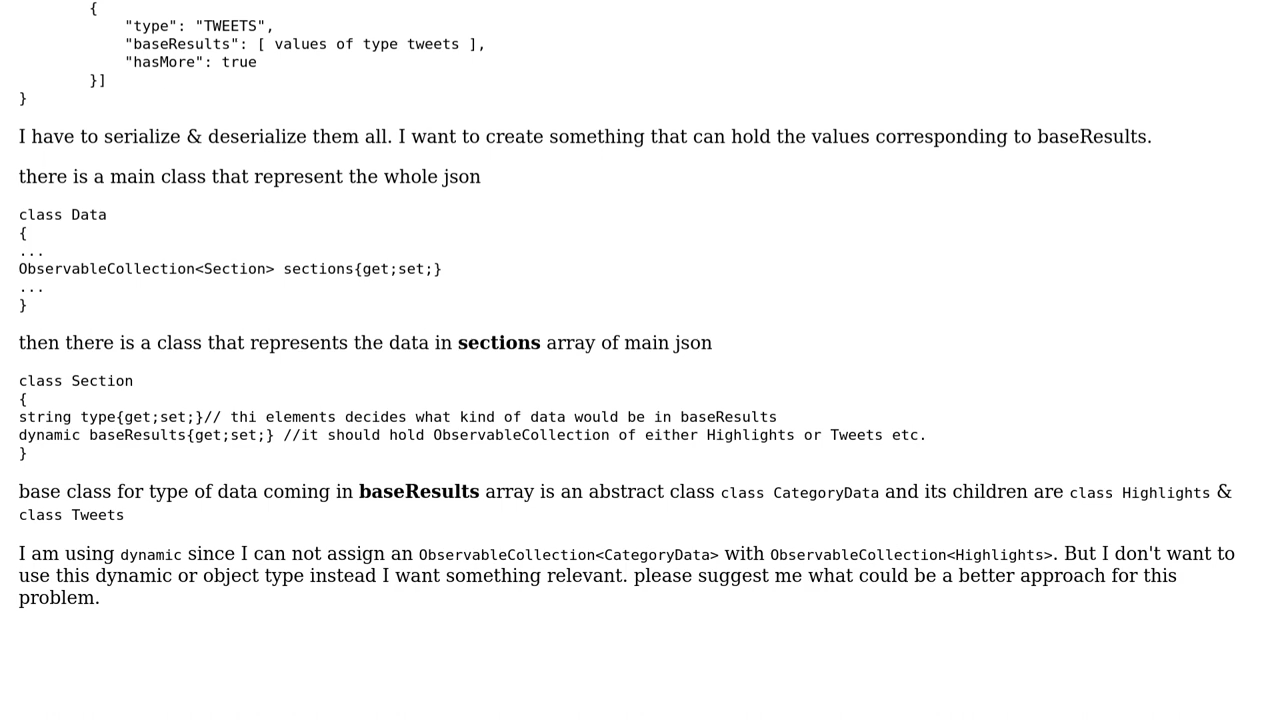 {
"type": "TWEETS",
"baseResults": [ values of type tweets ],
"hasMore": true
}]
}
I have to serialize & deserialize them all. I want to create something that can hold the values corresponding to baseResults.
there is a main class that represent the whole json
class Data
{
...
ObservableCollection<Section> sections{get;set;}
...
}
then there is a class that represents the data in sections array of main json
class Section
{
string type{get;set;}// thi elements decides what kind of data would be in baseResults
dynamic baseResults{get;set;} //it should hold ObservableCollection of either Highlights or Tweets etc.
}
base class for type of data coming in baseResults array is an abstract class class CategoryData and its children are class Highlights &
class Tweets
I am using dynamic since I can not assign an ObservableCollection<CategoryData> with ObservableCollection<Highlights>. But I don't want to
use this dynamic or object type instead I want something relevant. please suggest me what could be a better approach for this
problem.